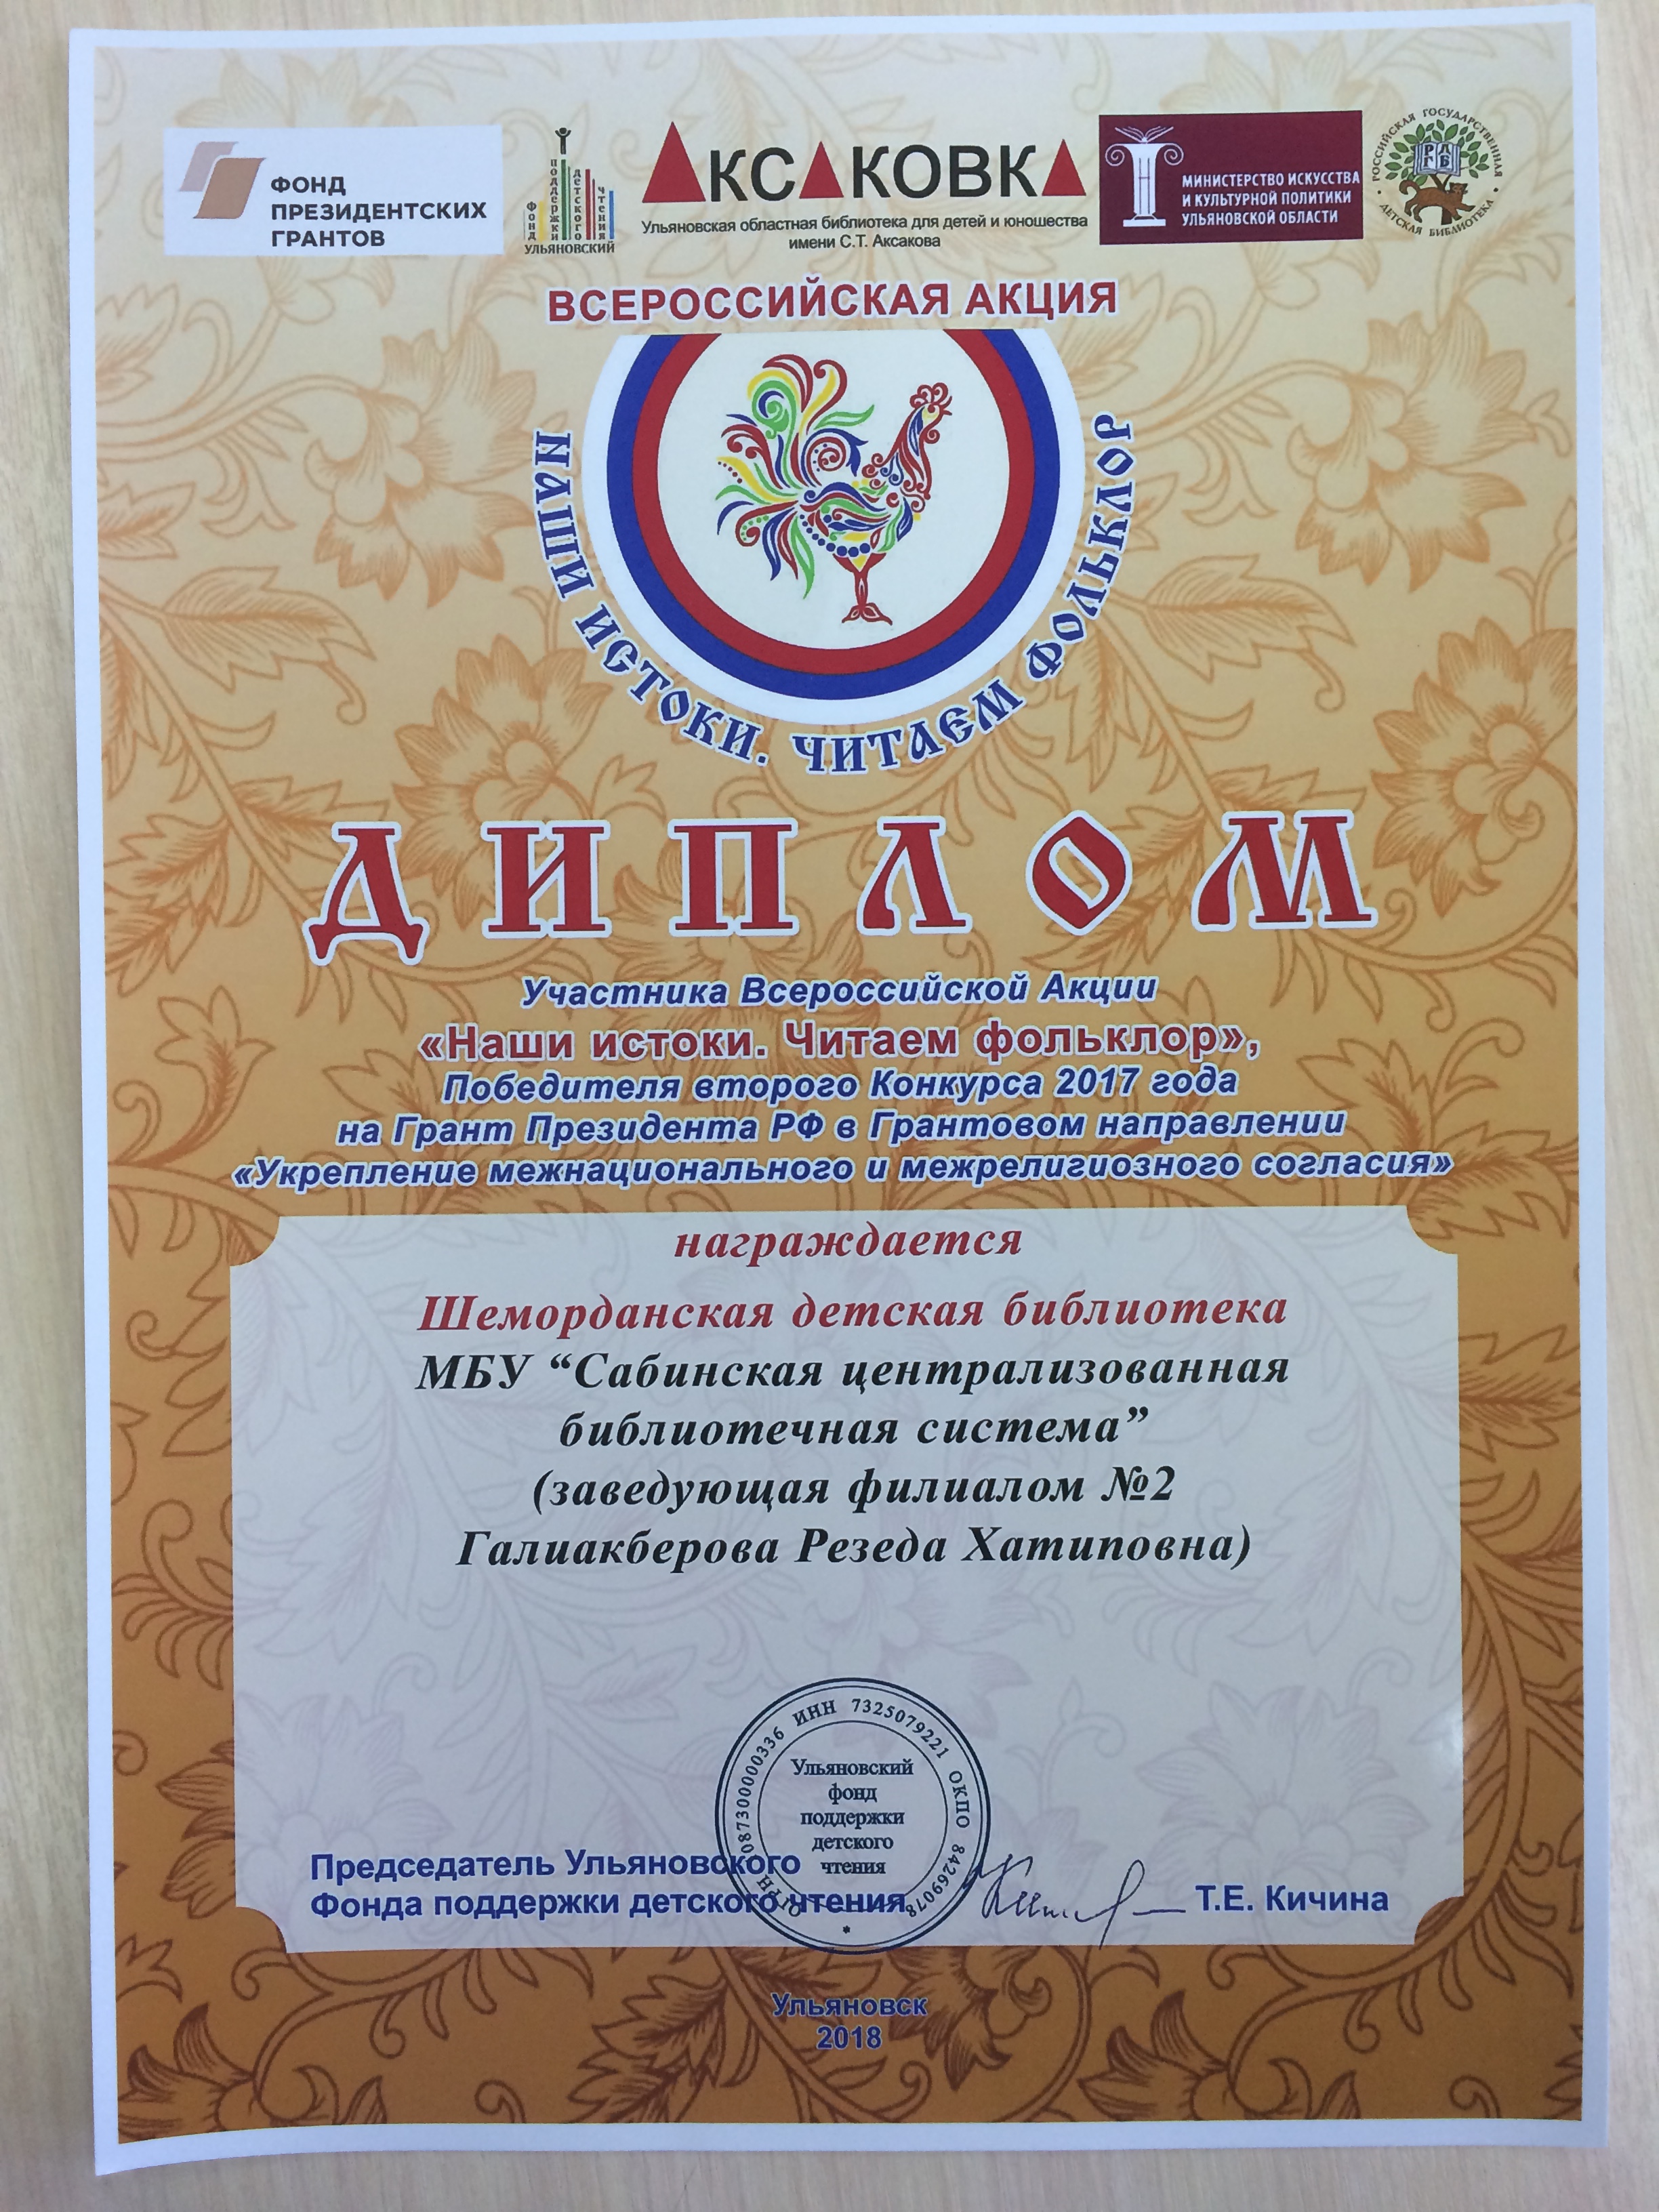 ФОНД
ПРЕЗИДЕНТСКИХ
ГРАНТОВ
Фонд поддержки детского чтения
УЛЬЯНОВСКИЙ
АКСАКОВКА
Ульяновская областная библиотека для детей и юношества
имени С.Т. Аксакова
МИНИСТЕРСТВО ИСКУССТВА
И КУЛЬТУРНОЙ ПОЛИТИКИ
УЛЬЯНОВСКОЙ ОБЛАСТИ
РОССИЙСКАЯ ГОСУДАРСТВЕННАЯ
ДЕТСКАЯ БИБЛИОТЕКА
РГДБ
ВСЕРОССИЙСКАЯ АКЦИЯ
НАШИ ИСТОКИ. ЧИТАЕМ ФОЛЬКЛОР
ДИПЛОМ
Участника Всероссийской Акции
«Наши истоки. Читаем фольклор»,
Победителя второго Конкурса 2017 года
на Грант Президента РФ в Грантовом направлении
«Укрепление межнационального и межрелигиозного согласия»
награждается
Шеморданская детская библиотека
МБУ “Сабинская централизованная
библиотечная система”
(заведующая филиалом №2
Галиакберова Резеда Хатиповна)
ИНН 7325079221 ОКПО 84269078
Ульяновский
фонд
поддержки
детского
чтения
Председатель Ульяновского
Фонда поддержки детского чтения
Т.Е. Кичина
Ульяновск
2018